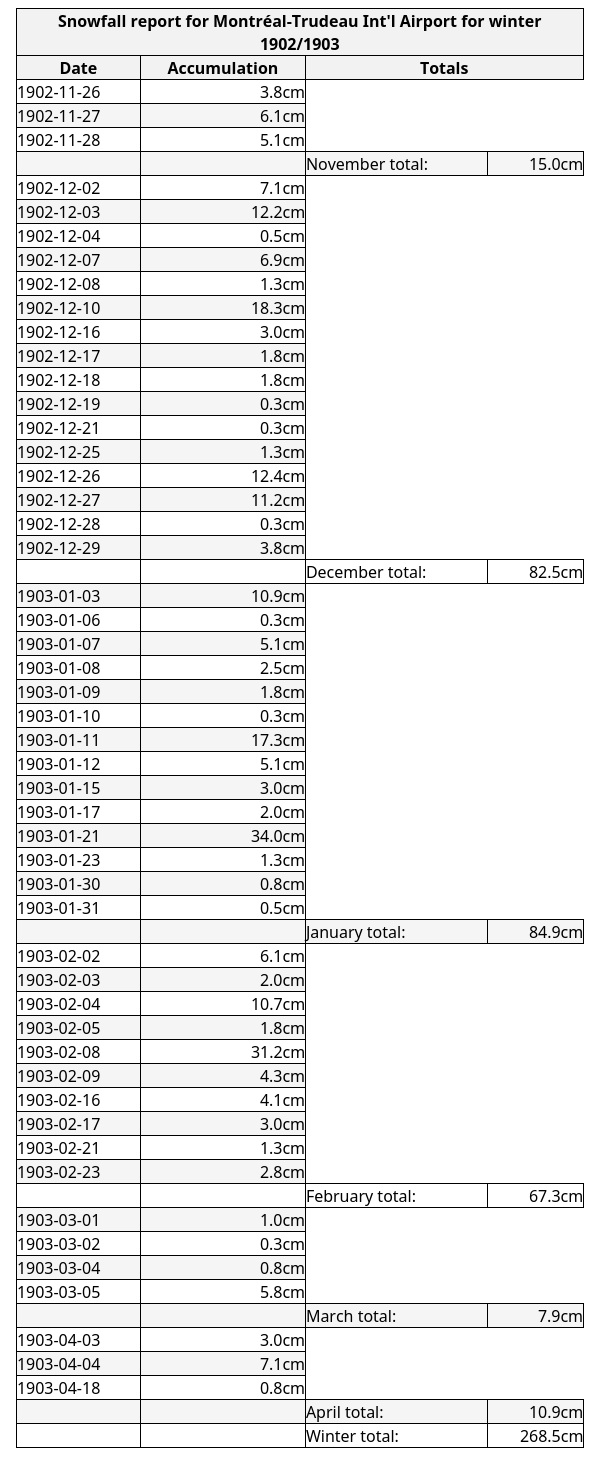 Snowfall report for Montréal-Trudeau Int'l Airport for winter
1902/1903
Date Accumulation Totals
1902-11-26 3.8cm
1902-11-27 6.1cm
1902-11-28 5.1cm
November total: 15.0cm
1902-12-02 7.1cm
1902-12-03 12.2cm
1902-12-04 0.5cm
1902-12-07 6.9cm
1902-12-08 1.3cm
1902-12-10 18.3cm
1902-12-16 3.0cm
1902-12-17 1.8cm
1902-12-18 1.8cm
1902-12-19 0.3cm
1902-12-21 0.3cm
1902-12-25 1.3cm
1902-12-26 12.4cm
1902-12-27 11.2cm
1902-12-28 0.3cm
1902-12-29 3.8cm
December total: 82.5cm
1903-01-03 10.9cm
1903-01-06 0.3cm
1903-01-07 5.1cm
1903-01-08 2.5cm
1903-01-09 1.8cm
1903-01-10 0.3cm
1903-01-11 17.3cm
1903-01-12 5.1cm
1903-01-15 3.0cm
1903-01-17 2.0cm
1903-01-21 34.0cm
1903-01-23 1.3cm
1903-01-30 0.8cm
1903-01-31 0.5cm
January total: 84.9cm
1903-02-02 6.1cm
1903-02-03 2.0cm
1903-02-04 10.7cm
1903-02-05 1.8cm
1903-02-08 31.2cm
1903-02-09 4.3cm
1903-02-16 4.1cm
1903-02-17 3.0cm
1903-02-21 1.3cm
1903-02-23 2.8cm
February total: 67.3cm
1903-03-01 1.0cm
1903-03-02 0.3cm
1903-03-04 0.8cm
1903-03-05 5.8cm
March total: 7.9cm
1903-04-03 3.0cm
1903-04-04 7.1cm
1903-04-18 0.8cm
April total: 10.9cm
Winter total: 268.5cm